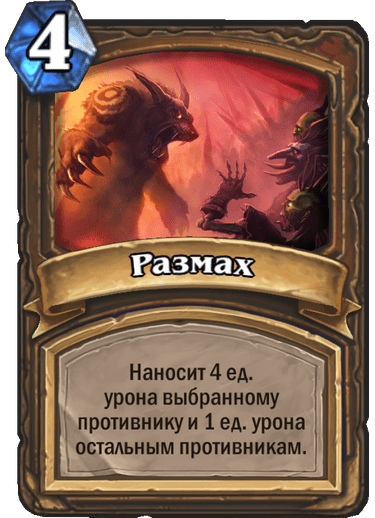 4
Размах
Наносит 4 ед.
урона выбранному
противнику и 1 ед. урона
остальным противникам.